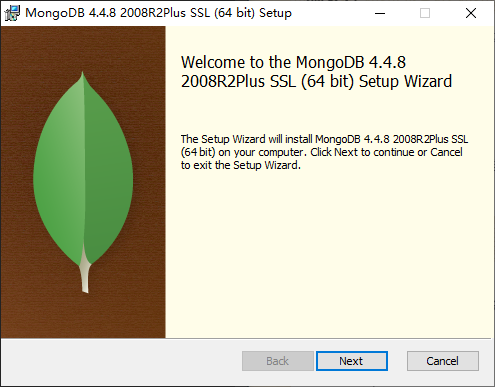 MongoDB 4.4.8 2008R2Plus SSL (64 bit) Setup
Welcome to the MongoDB 4.4.8
2008R2Plus SSL (64 bit) Setup Wizard
The Setup Wizard will install MongoDB 4.4.8 2008R2Plus SSL
(64 bit) on your computer. Click Next to continue or Cancel
to exit the Setup Wizard.
Back
Next
Cancel